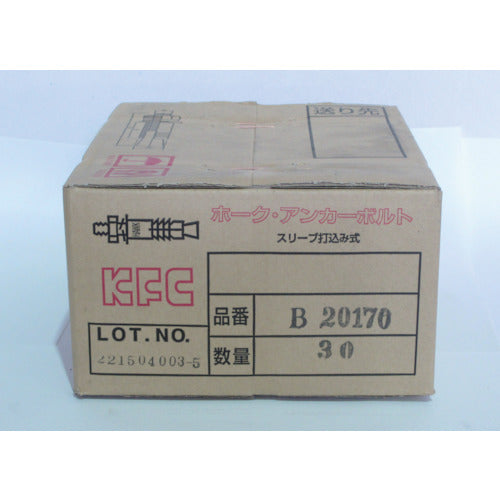 送り先
ホーク・アンカーボルト
スリーブ打込み式
KFC
品番 B 20170
LOT.NO.
221504003-5
数量 30